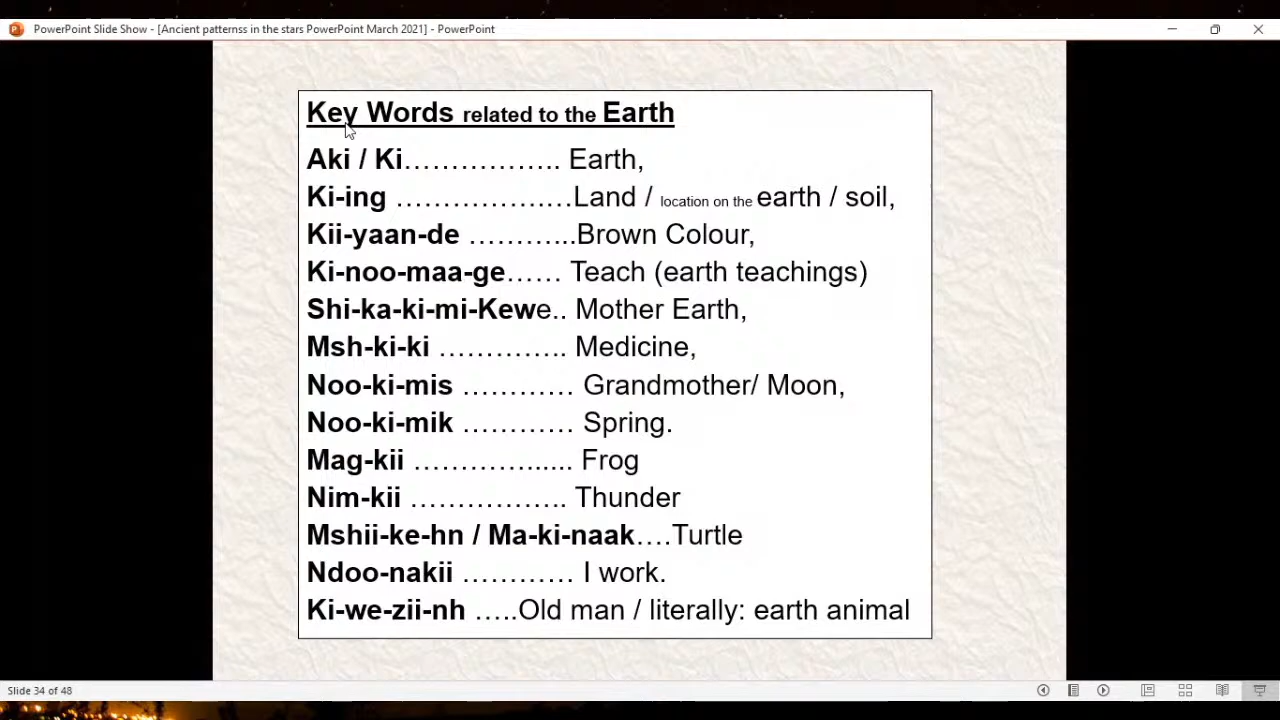 PowerPoint Slide Show - [Ancient patternss in the stars PowerPoint March 2021] - PowerPoint
Key Words related to the Earth
Aki / Ki…………….. Earth,
Ki-ing ……………….…Land / location on the earth / soil,
Kii-yaan-de …………...Brown Colour,
Ki-noo-maa-ge…… Teach (earth teachings)
Shi-ka-ki-mi-Kewe.. Mother Earth,
Msh-ki-ki ………….. Medicine,
Noo-ki-mis ………… Grandmother/ Moon,
Noo-ki-mik ………… Spring.
Mag-kii …………...... Frog
Nim-kii …………….. Thunder
Mshii-ke-hn / Ma-ki-naak….Turtle
Ndoo-nakii ………… I work.
Ki-we-zii-nh …..Old man / literally: earth animal
Slide 34 of 48